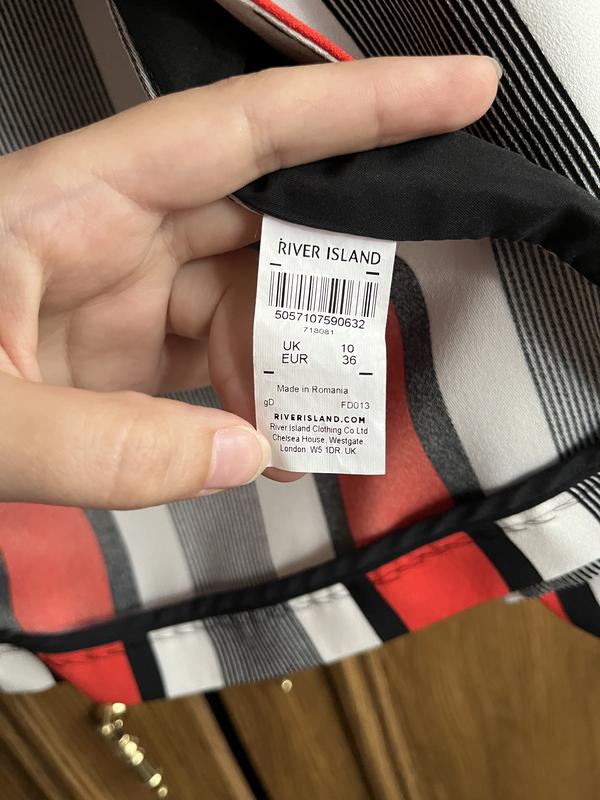 RIVER ISLAND
5057107590632
718081
UK 10
EUR 36
Made in Romania
gD FD013
RIVERISLAND.COM
River Island Clothing Co Ltd
Chelsea House. Westgate.
London. W5 1DR. UK